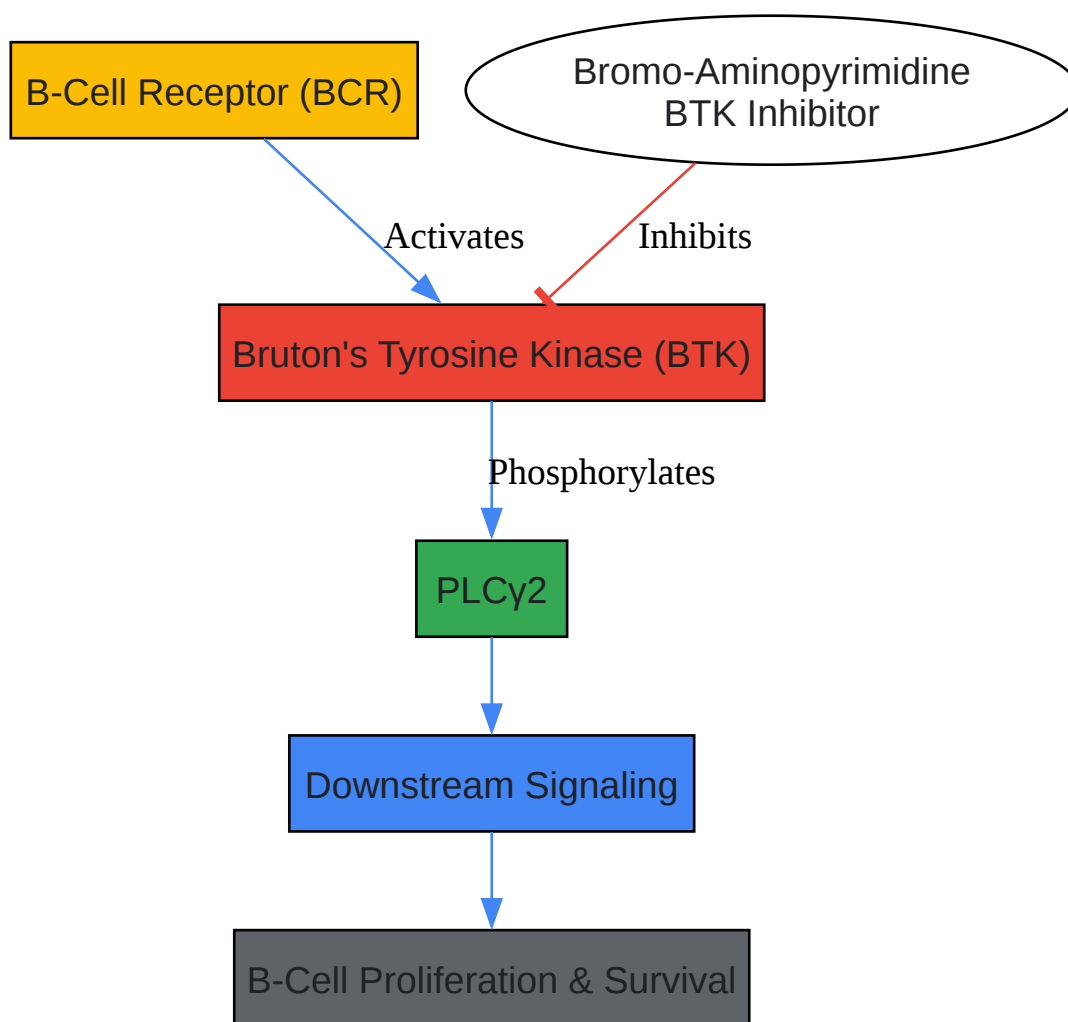 B-Cell Receptor (BCR)
Bromo-Aminopyrimidine
BTK Inhibitor
Activates
Inhibits
Bruton's Tyrosine Kinase (BTK)
Phosphorylates
PLCγ2
Downstream Signaling
B-Cell Proliferation & Survival